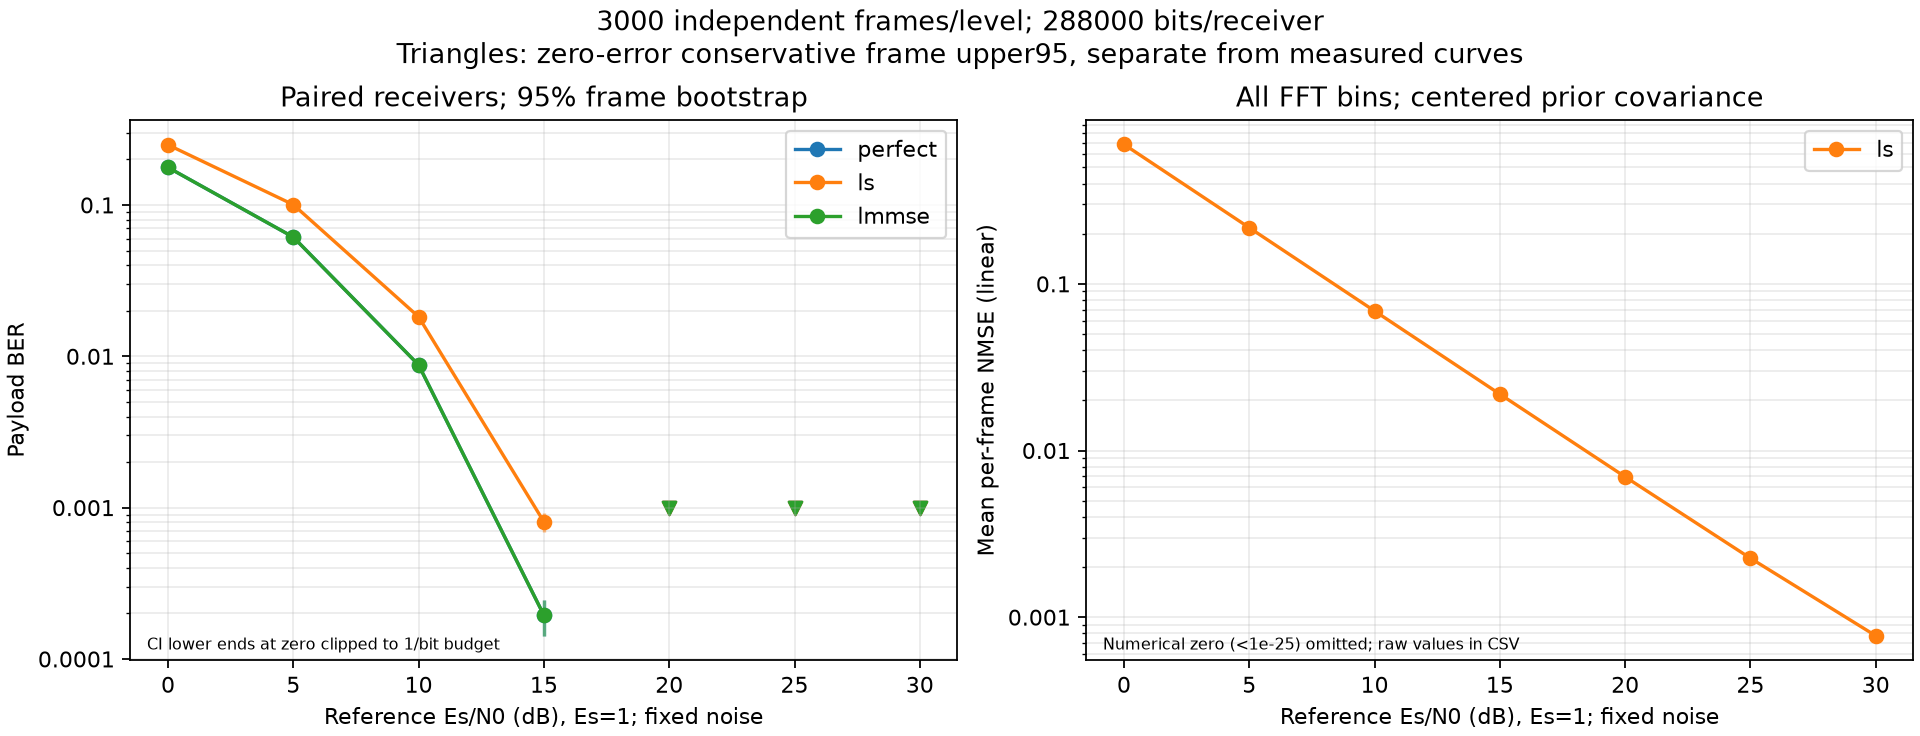 3000 independent frames/level; 288000 bits/receiver
Triangles: zero-error conservative frame upper95, separate from measured curves
Paired receivers; 95% frame bootstrap
perfect
ls
lmmse
Payload BER
0.1
0.01
0.001
0.0001
CI lower ends at zero clipped to 1/bit budget
0 5 10 15 20 25 30
Reference Es/N0 (dB), Es=1; fixed noise
All FFT bins; centered prior covariance
ls
Mean per-frame NMSE (linear)
0.1
0.01
0.001
Numerical zero (<1e-25) omitted; raw values in CSV
0 5 10 15 20 25 30
Reference Es/N0 (dB), Es=1; fixed noise